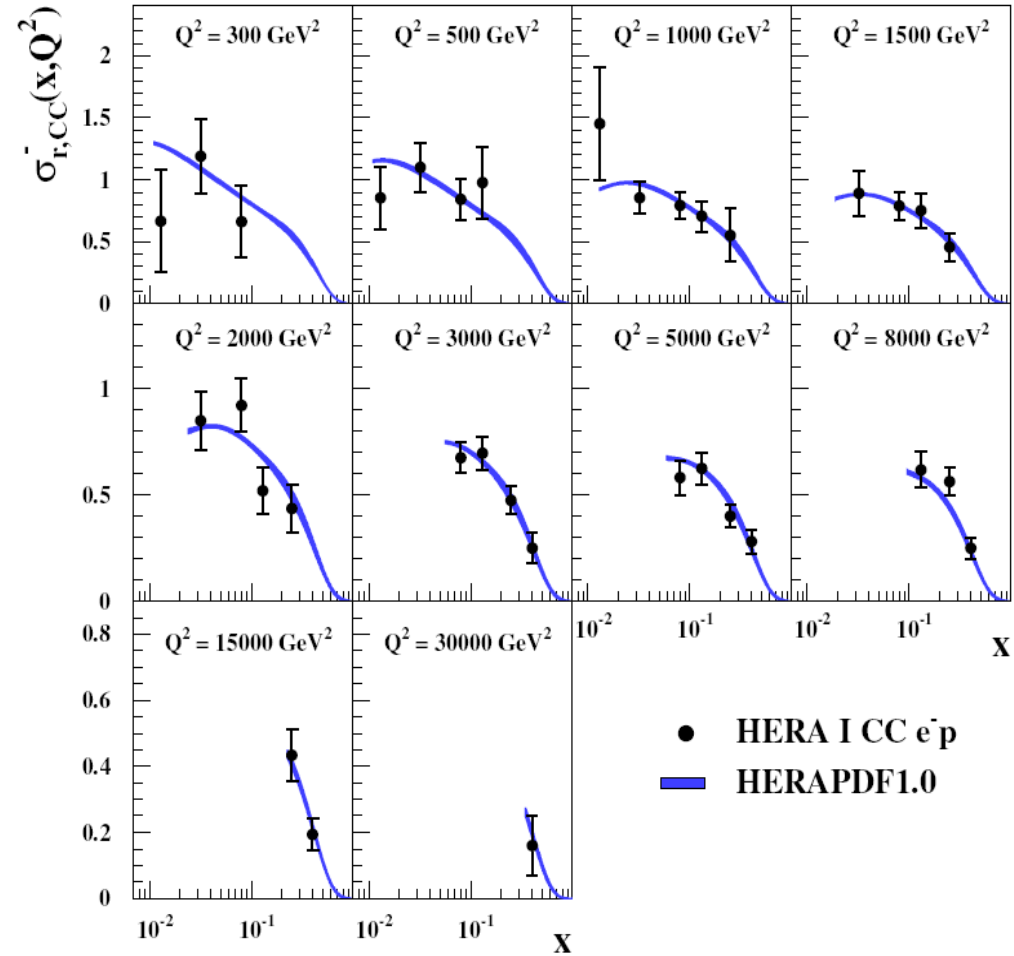 σ⁻r,CC(x,Q²)
Q² = 300 GeV²
Q² = 500 GeV²
Q² = 1000 GeV²
Q² = 1500 GeV²
2
1.5
1
0.5
0
Q² = 2000 GeV²
Q² = 3000 GeV²
Q² = 5000 GeV²
Q² = 8000 GeV²
1
0.5
0
10⁻² 10⁻¹ 10⁻² 10⁻¹
x
Q² = 15000 GeV²
Q² = 30000 GeV²
0.8
0.6
0.4
0.2
0
10⁻² 10⁻¹ 10⁻² 10⁻¹
x
HERA I CC e⁻p
HERAPDF1.0